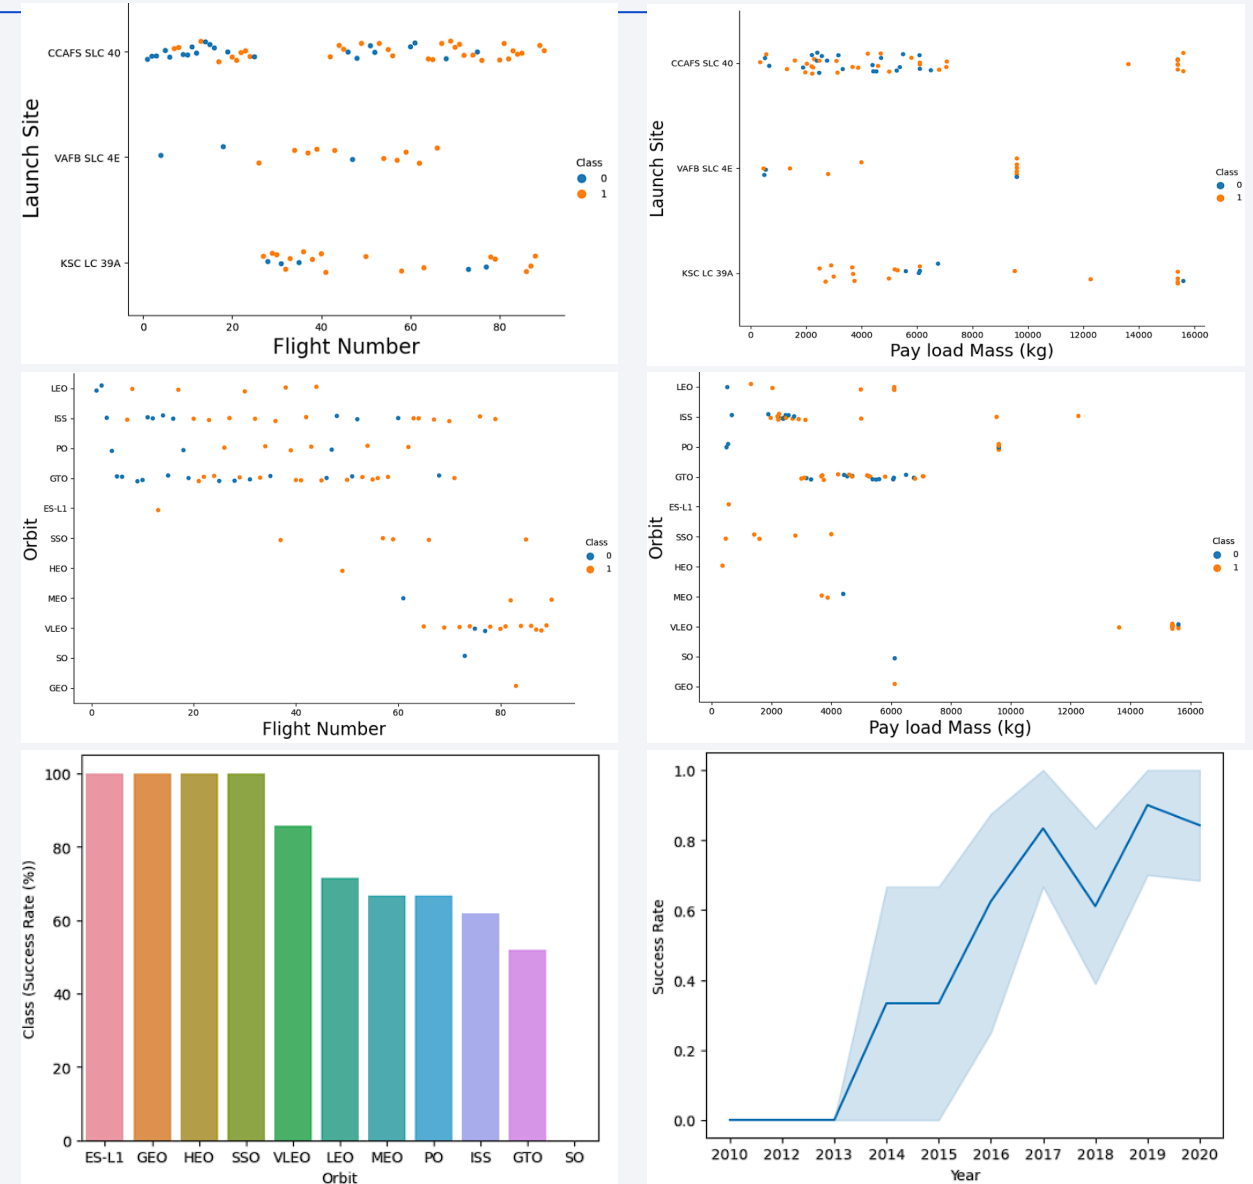 Launch Site
CCAFS SLC 40
VAFB SLC 4E
KSC LC 39A
0 20 40 60 80
Flight Number
Class
0
1
Launch Site
CCAFS SLC 40
VAFB SLC 4E
KSC LC 39A
0 2000 4000 6000 8000 10000 12000 14000 16000
Pay load Mass (kg)
Class
0
1
Orbit
LEO
ISS
PO
GTO
ES-L1
SSO
HEO
MEO
VLEO
SO
GEO
0 20 40 60 80
Flight Number
Class
0
1
Orbit
LEO
ISS
PO
GTO
ES-L1
SSO
HEO
MEO
VLEO
SO
GEO
0 2000 4000 6000 8000 10000 12000 14000 16000
Pay load Mass (kg)
Class
0
1
Class (Success Rate (%))
100
80
60
40
20
0
ES-L1 GEO HEO SSO VLEO LEO MEO PO ISS GTO SO
Orbit
Success Rate
1.0
0.8
0.6
0.4
0.2
0.0
2010 2012 2013 2014 2015 2016 2017 2018 2019 2020
Year